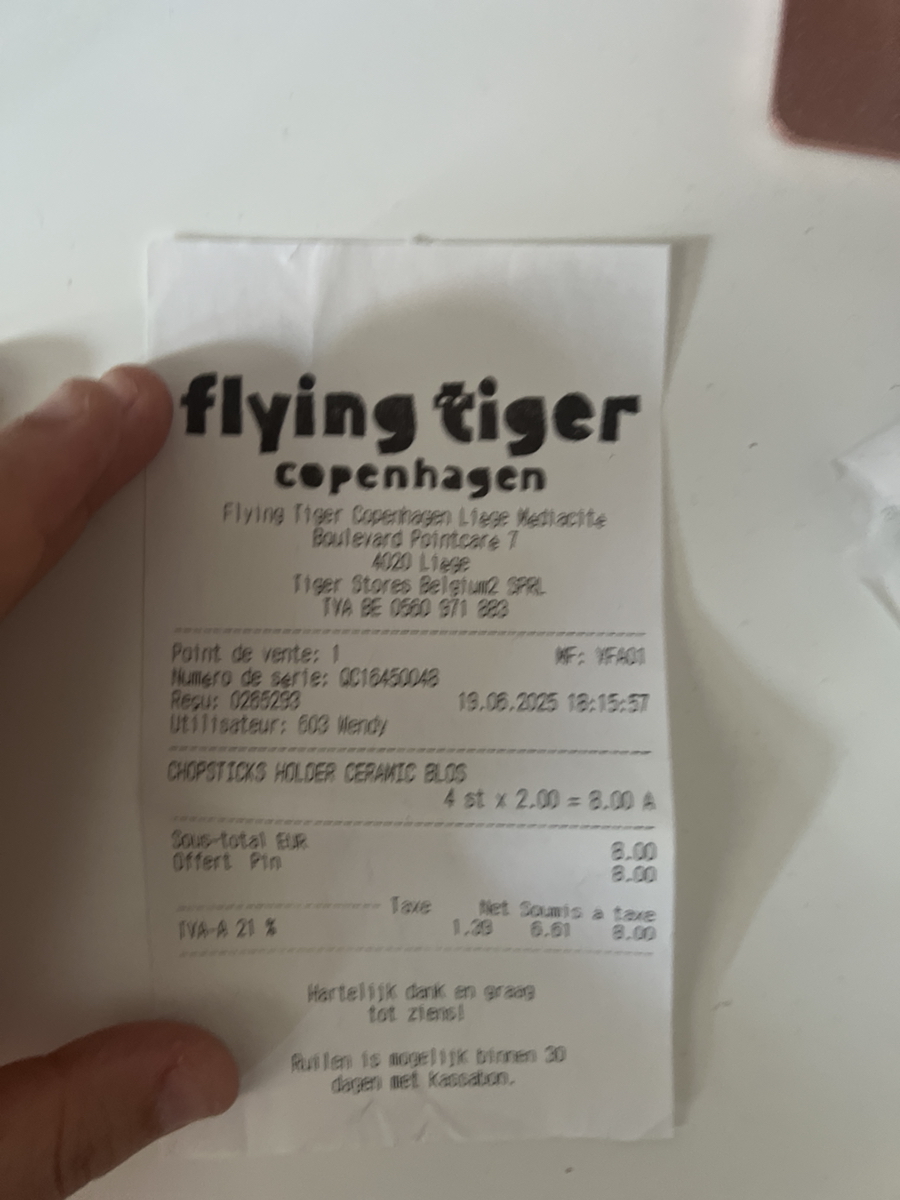 flying tiger
copenhagen
Flying Tiger Copenhagen Liege Mediacite
Boulevard Pointcare 7
4020 Liege
Tiger Stores Belgium2 SPRL
TVA BE 0560 971 883
Point de vente: 1 MF: YFA01
Numero de serie: QC16450048
Reçu: 0265293 19.06.2025 18:15:57
Utilisateur: 603 Wendy
CHOPSTICKS HOLDER CERAMIC BLOS
4 st x 2.00 = 8.00 A
Sous-total EUR 8.00
Offert Pin 8.00
Taxe Net Soumis a taxe
TVA-A 21 % 1.39 6.61 8.00
Hartelijk dank en graag
tot ziens!
Ruilen is mogelijk binnen 30
dagen met kassabon.